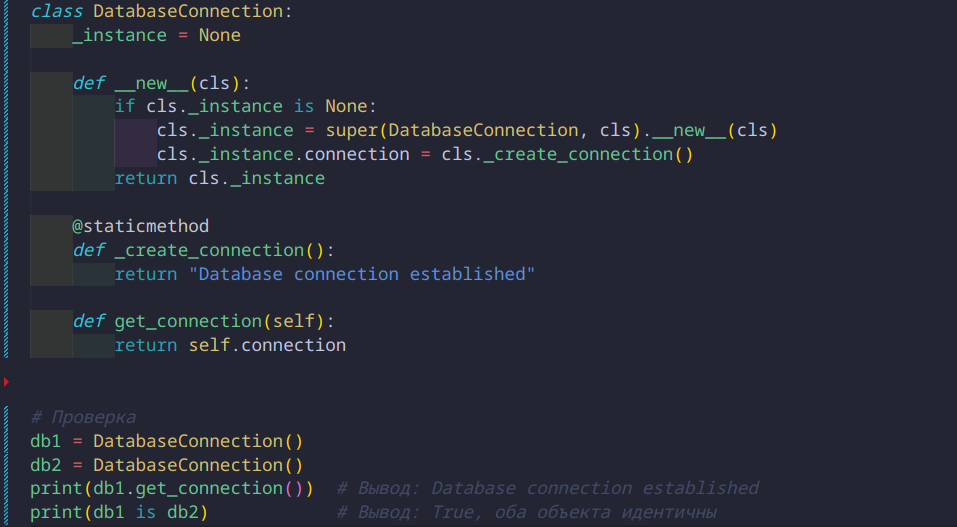 class DatabaseConnection:
    _instance = None

    def __new__(cls):
        if cls._instance is None:
            cls._instance = super(DatabaseConnection, cls).__new__(cls)
            cls._instance.connection = cls._create_connection()
        return cls._instance

    @staticmethod
    def _create_connection():
        return "Database connection established"

    def get_connection(self):
        return self.connection


# Проверка
db1 = DatabaseConnection()
db2 = DatabaseConnection()
print(db1.get_connection())  # Вывод: Database connection established
print(db1 is db2)            # Вывод: True, оба объекта идентичны